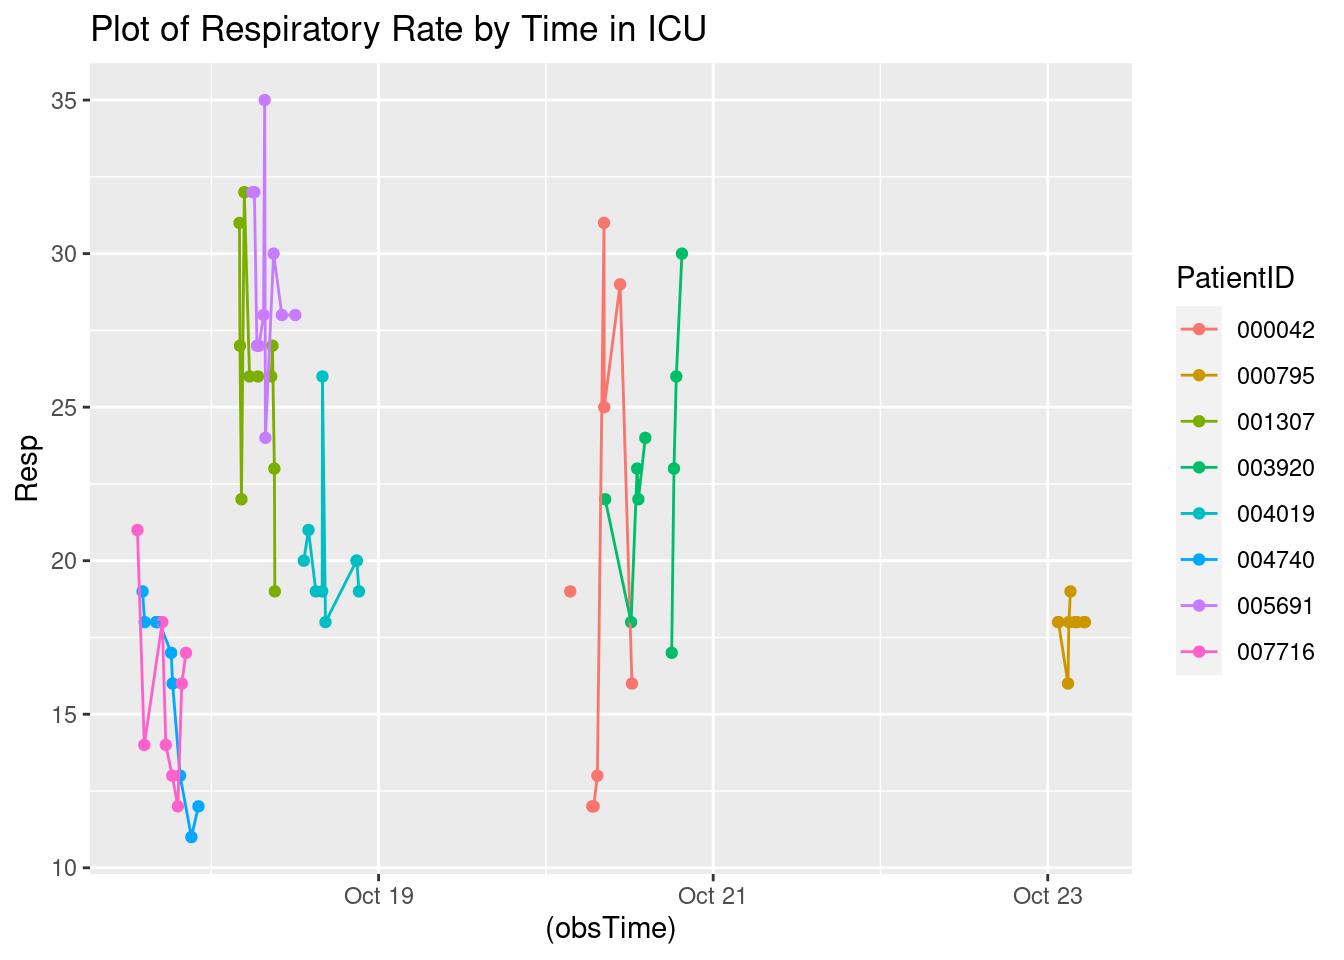 Plot of Respiratory Rate by Time in ICU
35
30
25
20
15
10
Resp
Oct 19
Oct 21
Oct 23
(obsTime)
PatientID
000042
000795
001307
003920
004019
004740
005691
007716